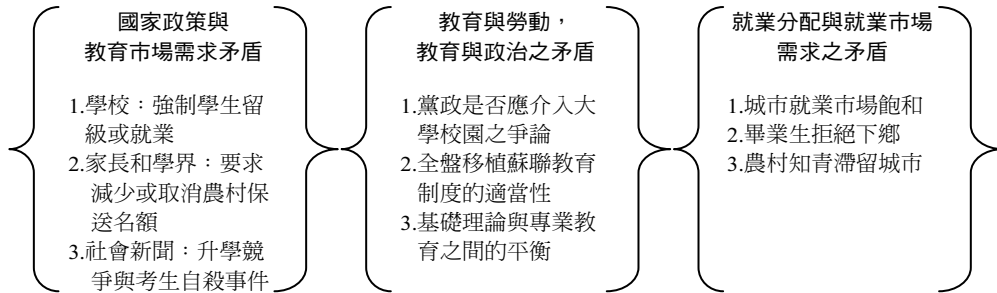 國家政策與
教育市場需求矛盾
1.學校：強制學生留
級或就業
2.家長和學界：要求
減少或取消農村保
送名額
3.社會新聞：升學競
爭與考生自殺事件
教育與勞動，
教育與政治之矛盾
1.黨政是否應介入大
學校園之爭論
2.全盤移植蘇聯教育
制度的適當性
3.基礎理論與專業教
育之間的平衡
就業分配與就業市場
需求之矛盾
1.城市就業市場飽和
2.畢業生拒絕下鄉
3.農村知青滯留城市